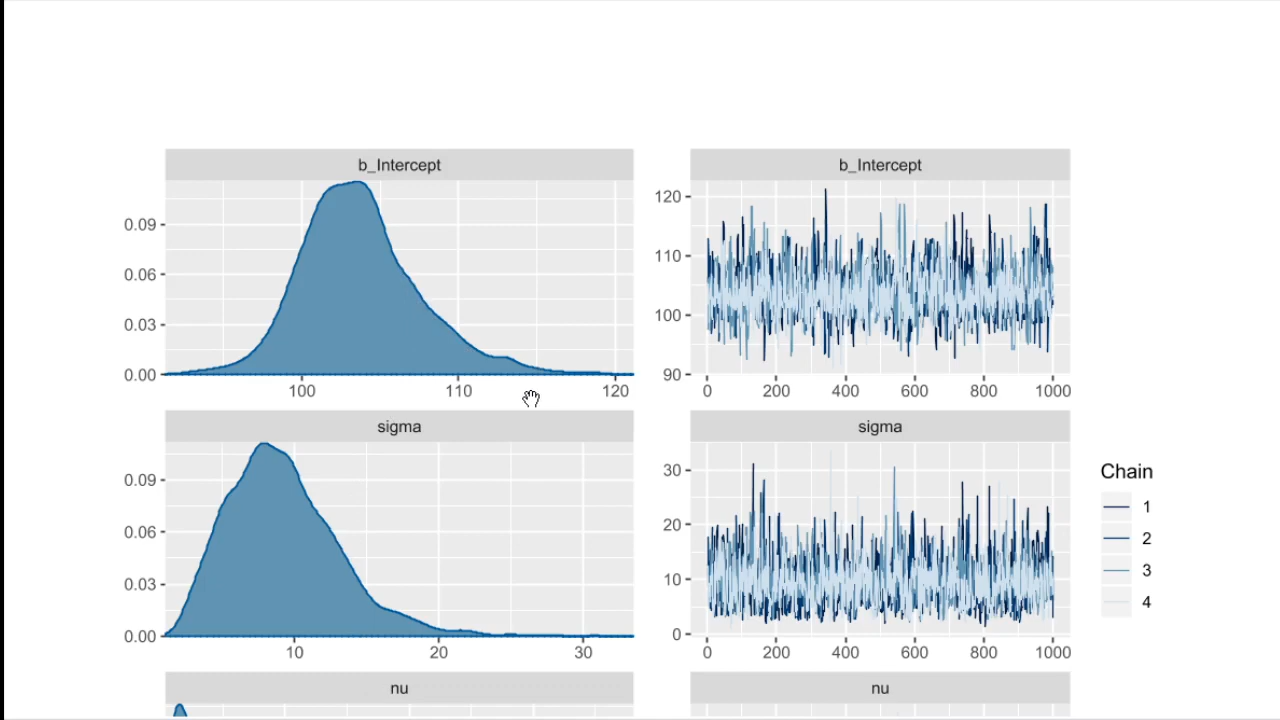 b_Intercept b_Intercept
0.09 120
0.06 110
0.03 100
0.00 90
100 110 120 0 200 400 600 800 1000
sigma sigma
0.09 30
0.06 20
0.03 10
0.00 0
10 20 30 0 200 400 600 800 1000
Chain
1
2
3
4
nu nu